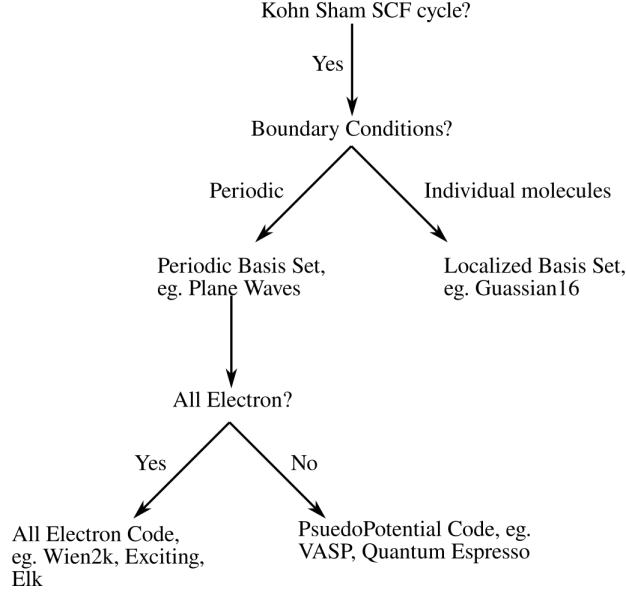 Kohn Sham SCF cycle?
Yes
Boundary Conditions?
Periodic
Individual molecules
Periodic Basis Set,
eg. Plane Waves
Localized Basis Set,
eg. Guassian16
All Electron?
Yes
No
All Electron Code,
eg. Wien2k, Exciting,
Elk
PsuedoPotential Code, eg.
VASP, Quantum Espresso